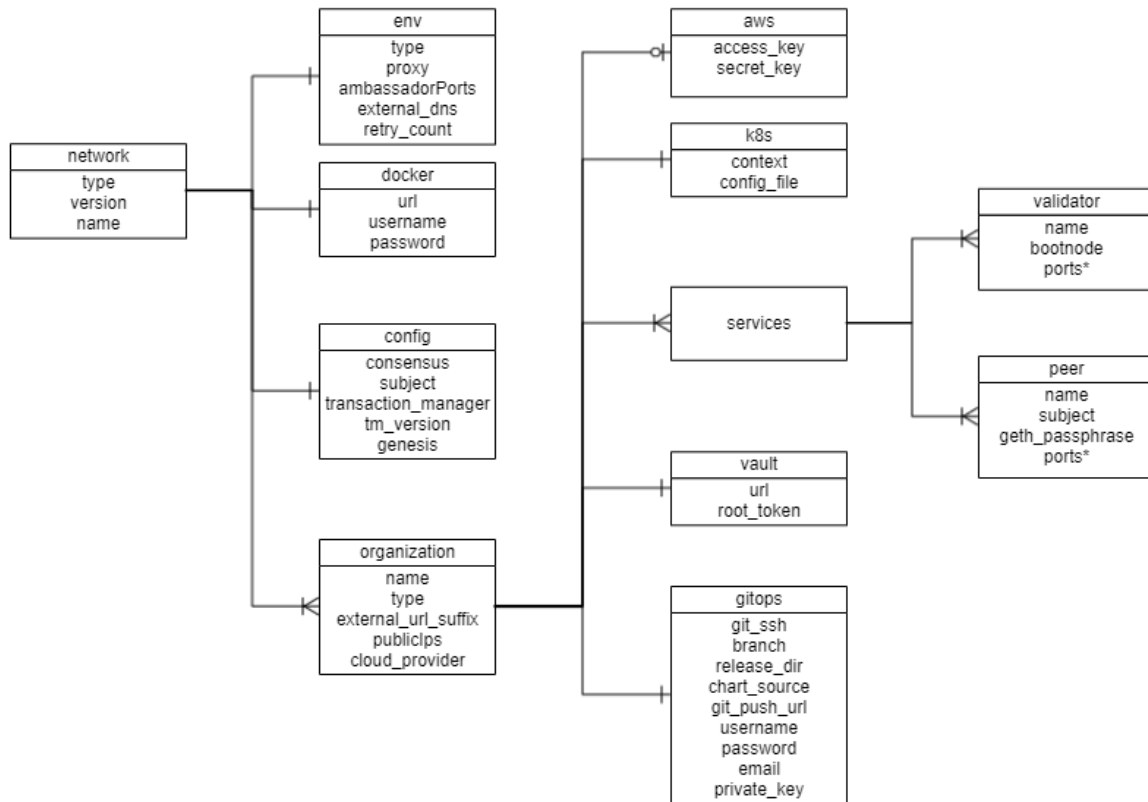 network
type
version
name
env
type
proxy
ambassadorPorts
external_dns
retry_count
docker
url
username
password
config
consensus
subject
transaction_manager
tm_version
genesis
organization
name
type
external_url_suffix
publicIps
cloud_provider
aws
access_key
secret_key
k8s
context
config_file
services
vault
url
root_token
gitops
git_ssh
branch
release_dir
chart_source
git_push_url
username
password
email
private_key
validator
name
bootnode
ports*
peer
name
subject
geth_passphrase
ports*